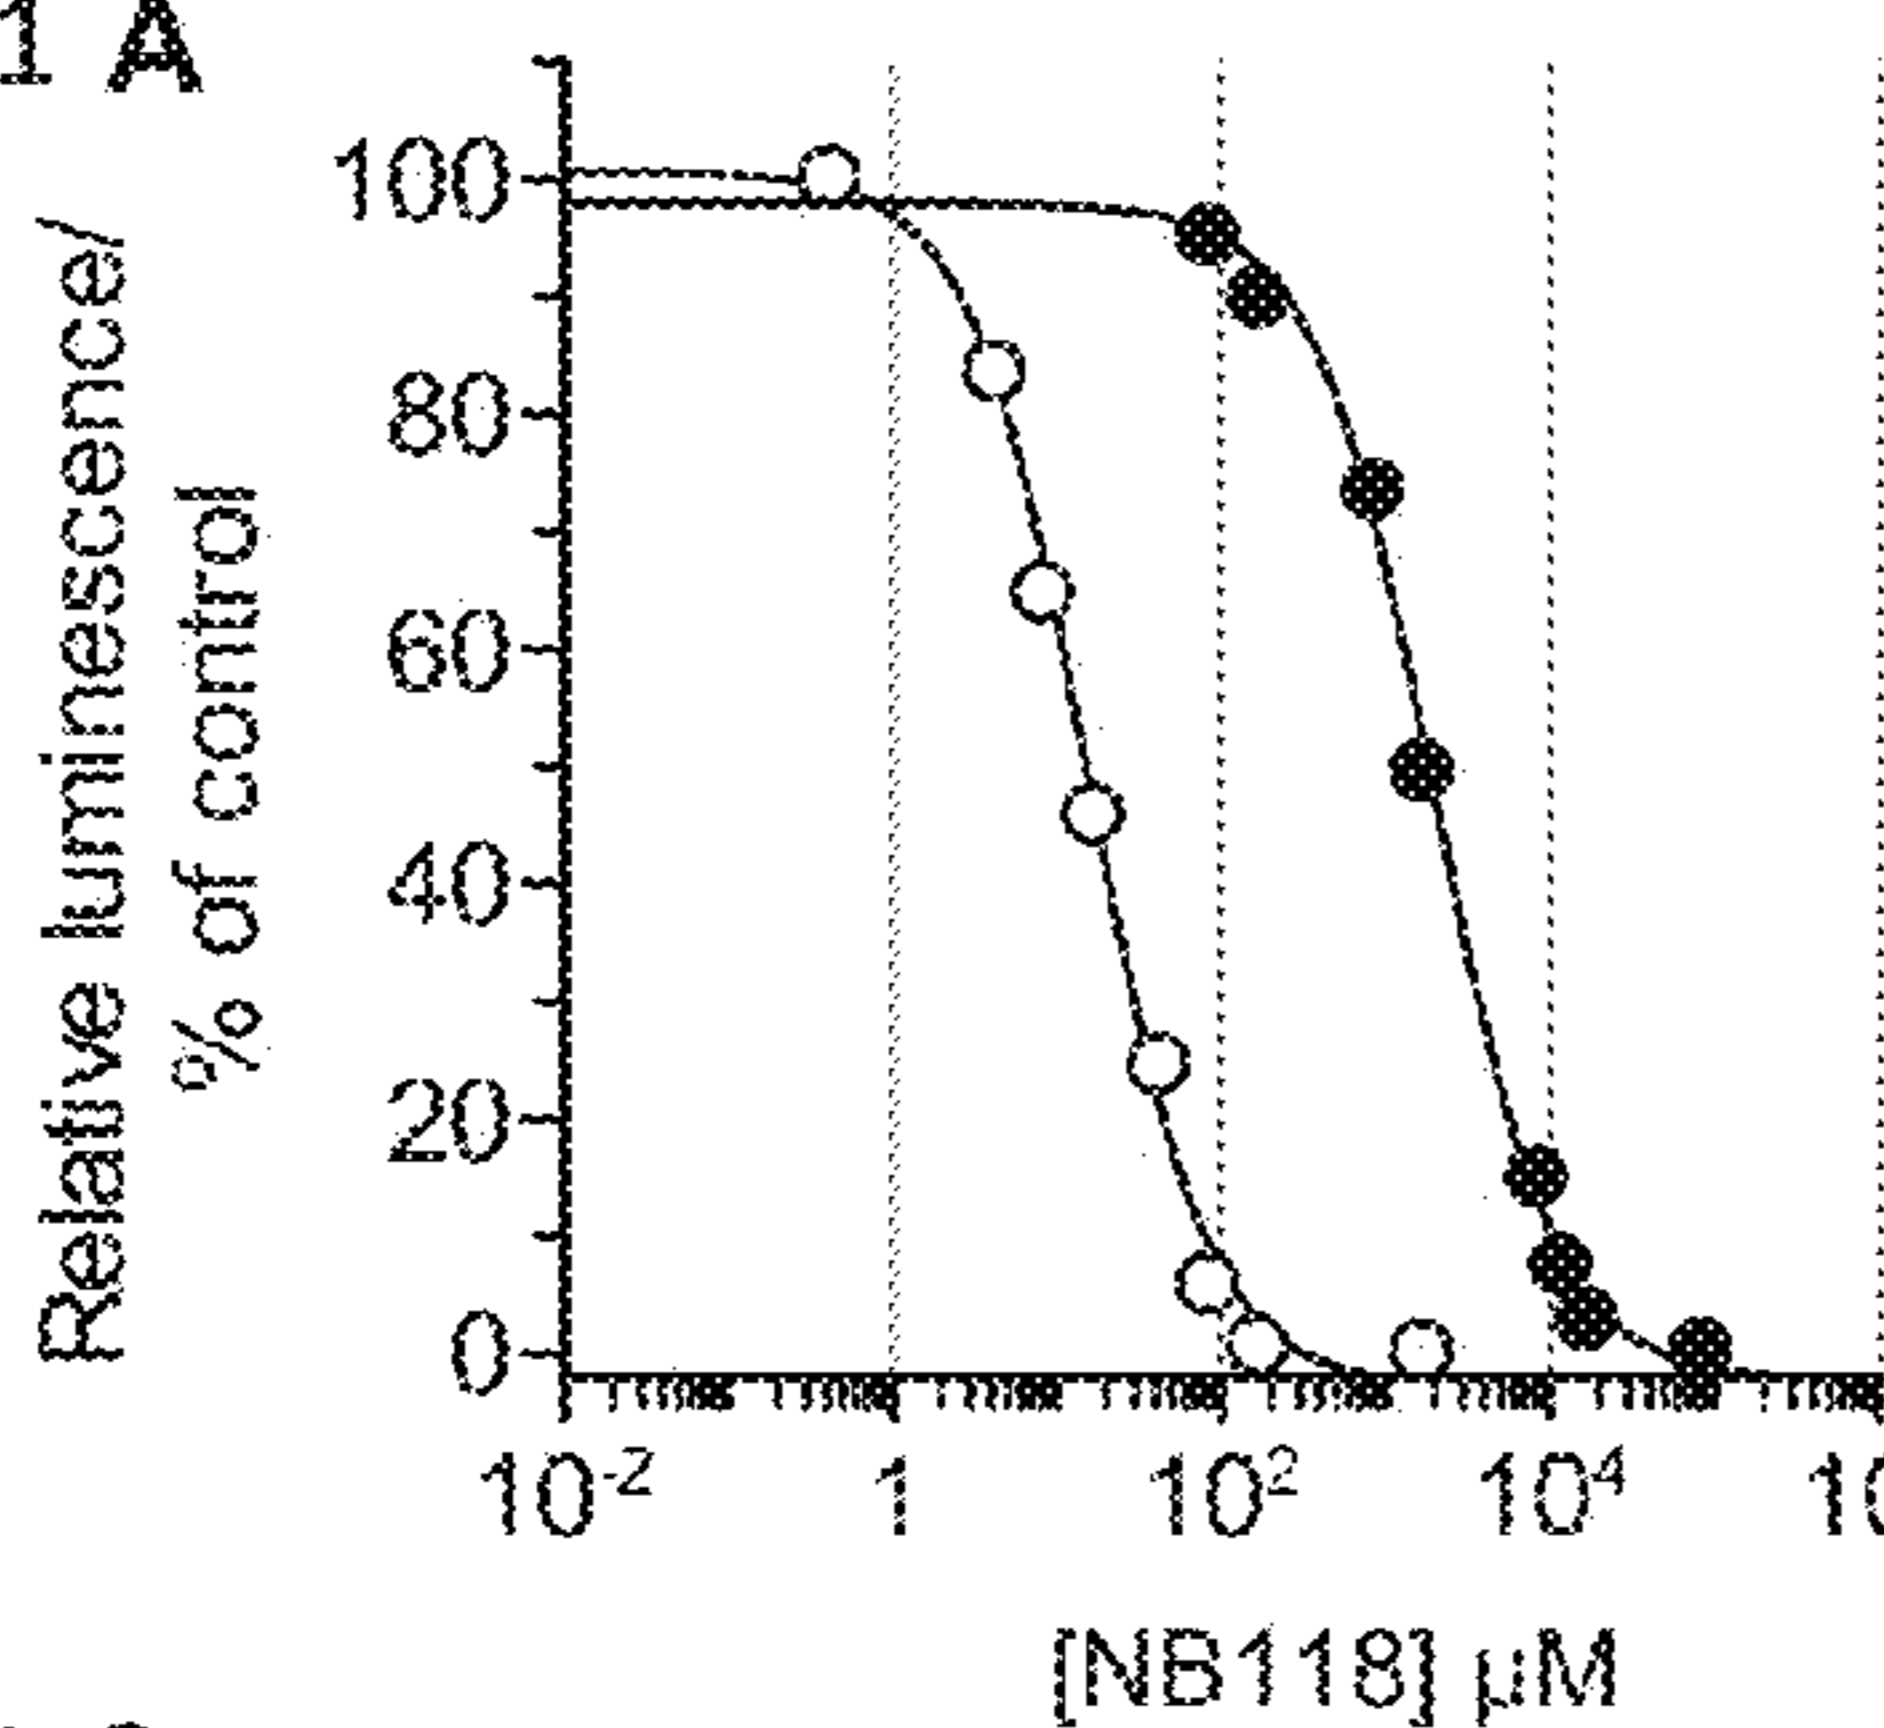 1 A
Relative luminescence/
% of control
100
80
60
40
20
0
10⁻² 1 10² 10⁴
[NB118] µM